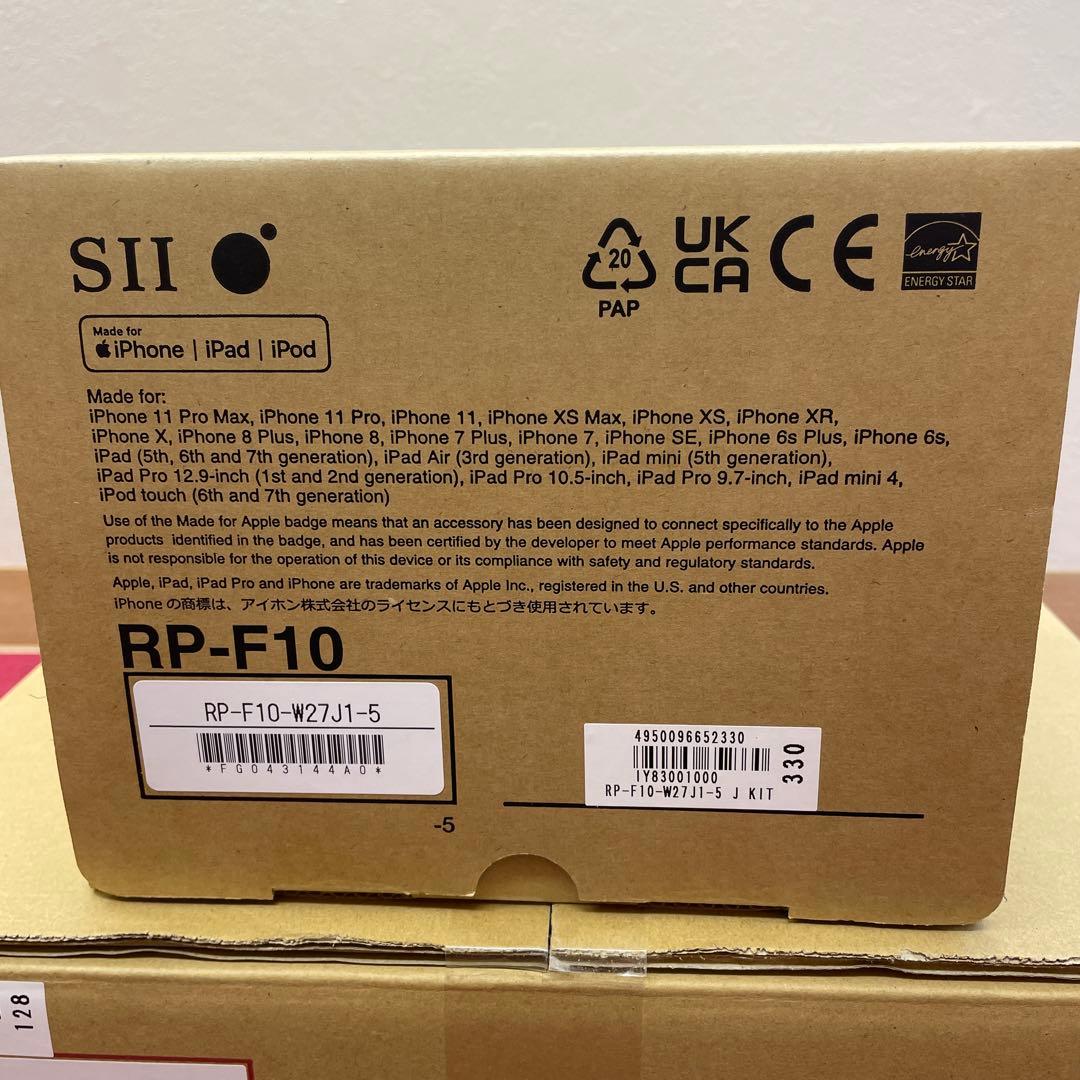 SII
20
PAP
UK
CA
CE
energy
ENERGY STAR
Made for
iPhone | iPad | iPod
Made for:
iPhone 11 Pro Max, iPhone 11 Pro, iPhone 11, iPhone XS Max, iPhone XS, iPhone XR,
iPhone X, iPhone 8 Plus, iPhone 8, iPhone 7 Plus, iPhone 7, iPhone SE, iPhone 6s Plus, iPhone 6s,
iPad (5th, 6th and 7th generation), iPad Air (3rd generation), iPad mini (5th generation),
iPad Pro 12.9-inch (1st and 2nd generation), iPad Pro 10.5-inch, iPad Pro 9.7-inch, iPad mini 4,
iPod touch (6th and 7th generation)
Use of the Made for Apple badge means that an accessory has been designed to connect specifically to the Apple
products identified in the badge, and has been certified by the developer to meet Apple performance standards. Apple
is not responsible for the operation of this device or its compliance with safety and regulatory standards.
Apple, iPad, iPad Pro and iPhone are trademarks of Apple Inc., registered in the U.S. and other countries.
iPhone の商標は、アイホン株式会社のライセンスにもとづき使用されています。
RP-F10
RP-F10-W27J1-5
*FG043144A0*
-5
4950096652330
IY83001000
RP-F10-W27J1-5 J KIT
330
128